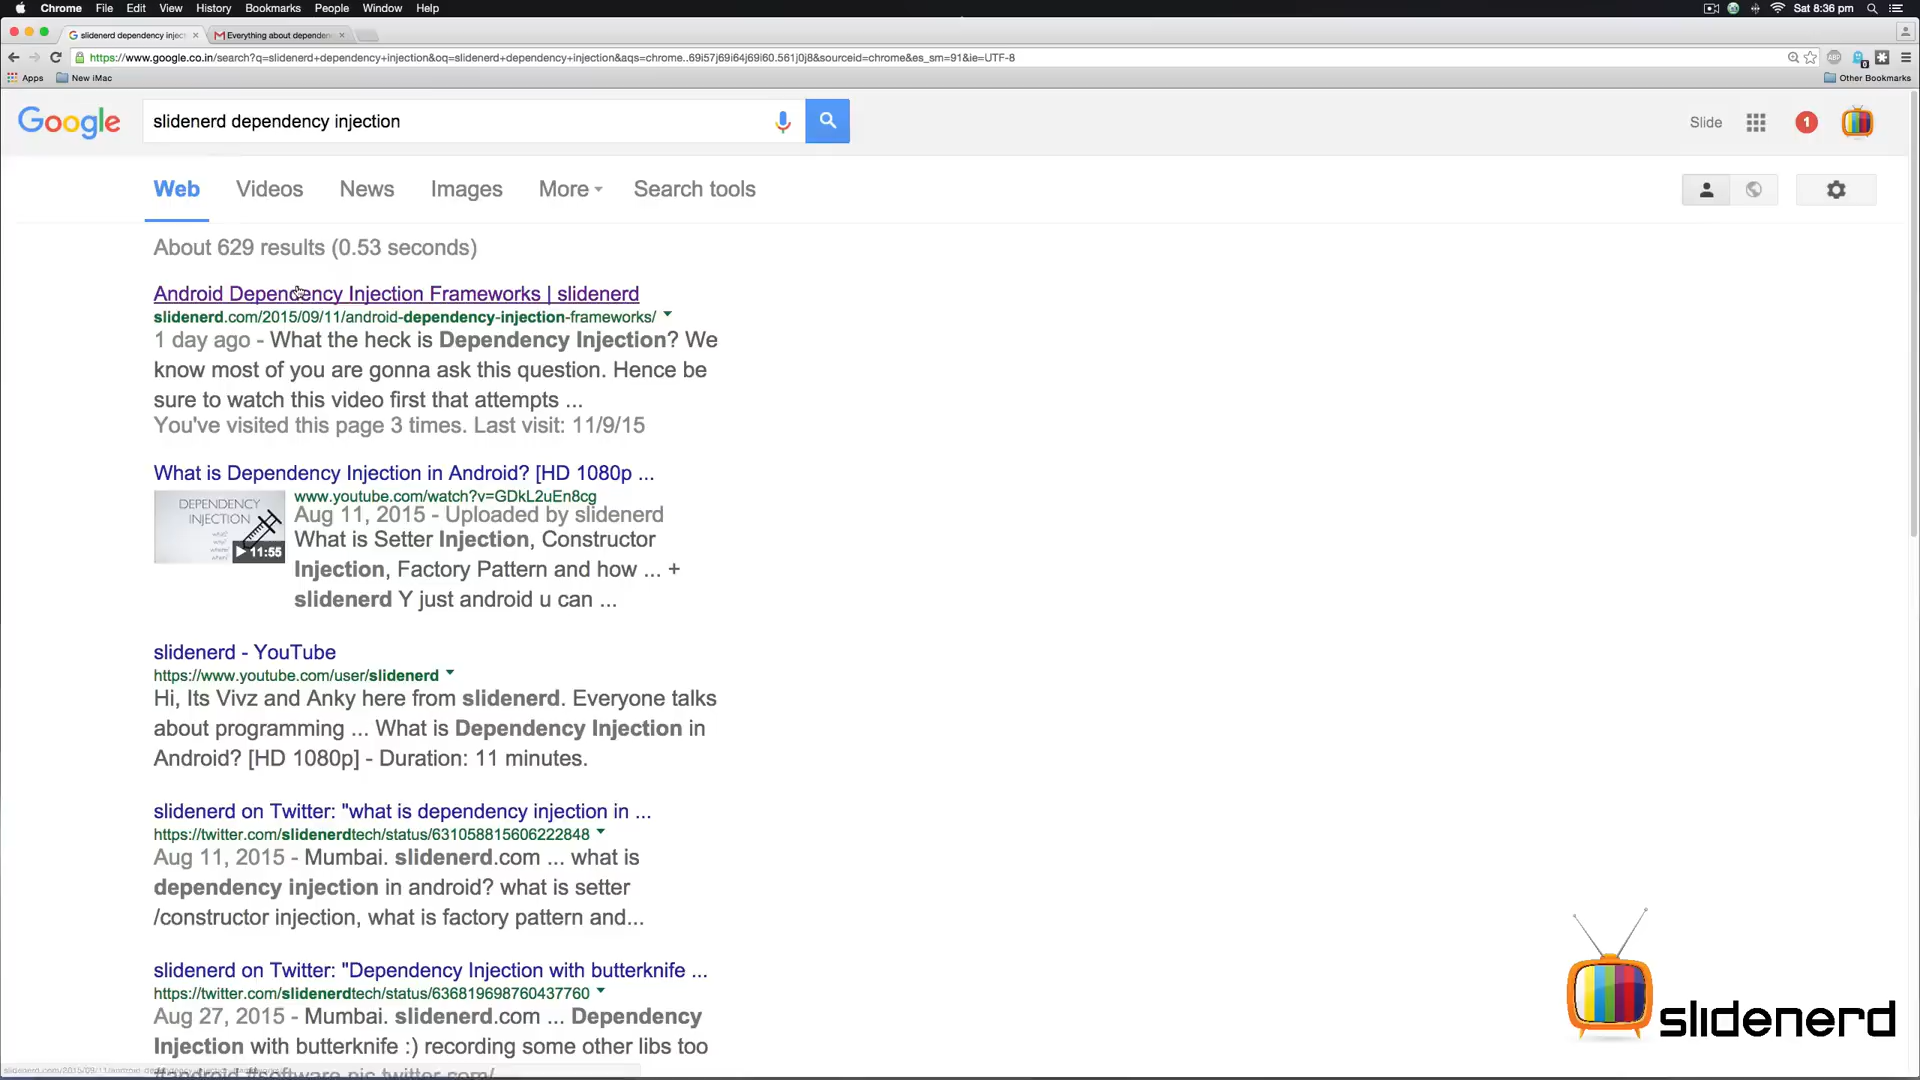 Chrome File Edit View History Bookmarks People Window Help
Sat 8:36 pm
slidenerd dependency inject
Everything about depende
https://www.google.co.in/search?q=slidenerd+dependency+injection&oq=slidenerd+dependency+injection&aqs=chrome..69i57j69i64j69i60.561j0j8&sourceid=chrome&es_sm=91&ie=UTF-8
Apps New iMac
Other Bookmarks
Google
slidenerd dependency injection
Slide
1
Web Videos News Images More Search tools
About 629 results (0.53 seconds)
Android Dependency Injection Frameworks | slidenerd
slidenerd.com/2015/09/11/android-dependency-injection-frameworks/
1 day ago - What the heck is Dependency Injection? We
know most of you are gonna ask this question. Hence be
sure to watch this video first that attempts ...
You've visited this page 3 times. Last visit: 11/9/15
What is Dependency Injection in Android? [HD 1080p ...
DEPENDENCY
INJECTION
11:55
www.youtube.com/watch?v=GDkL2uEn8cg
Aug 11, 2015 - Uploaded by slidenerd
What is Setter Injection, Constructor
Injection, Factory Pattern and how ... +
slidenerd Y just android u can ...
slidenerd - YouTube
https://www.youtube.com/user/slidenerd
Hi, Its Vivz and Anky here from slidenerd. Everyone talks
about programming ... What is Dependency Injection in
Android? [HD 1080p] - Duration: 11 minutes.
slidenerd on Twitter: "what is dependency injection in ...
https://twitter.com/slidenerdtech/status/631058815606222848
Aug 11, 2015 - Mumbai. slidenerd.com ... what is
dependency injection in android? what is setter
/constructor injection, what is factory pattern and...
slidenerd on Twitter: "Dependency Injection with butterknife ...
https://twitter.com/slidenerdtech/status/636819698760437760
Aug 27, 2015 - Mumbai. slidenerd.com ... Dependency
Injection with butterknife :) recording some other libs too
#android #software pic.twitter.com/
slidenerd